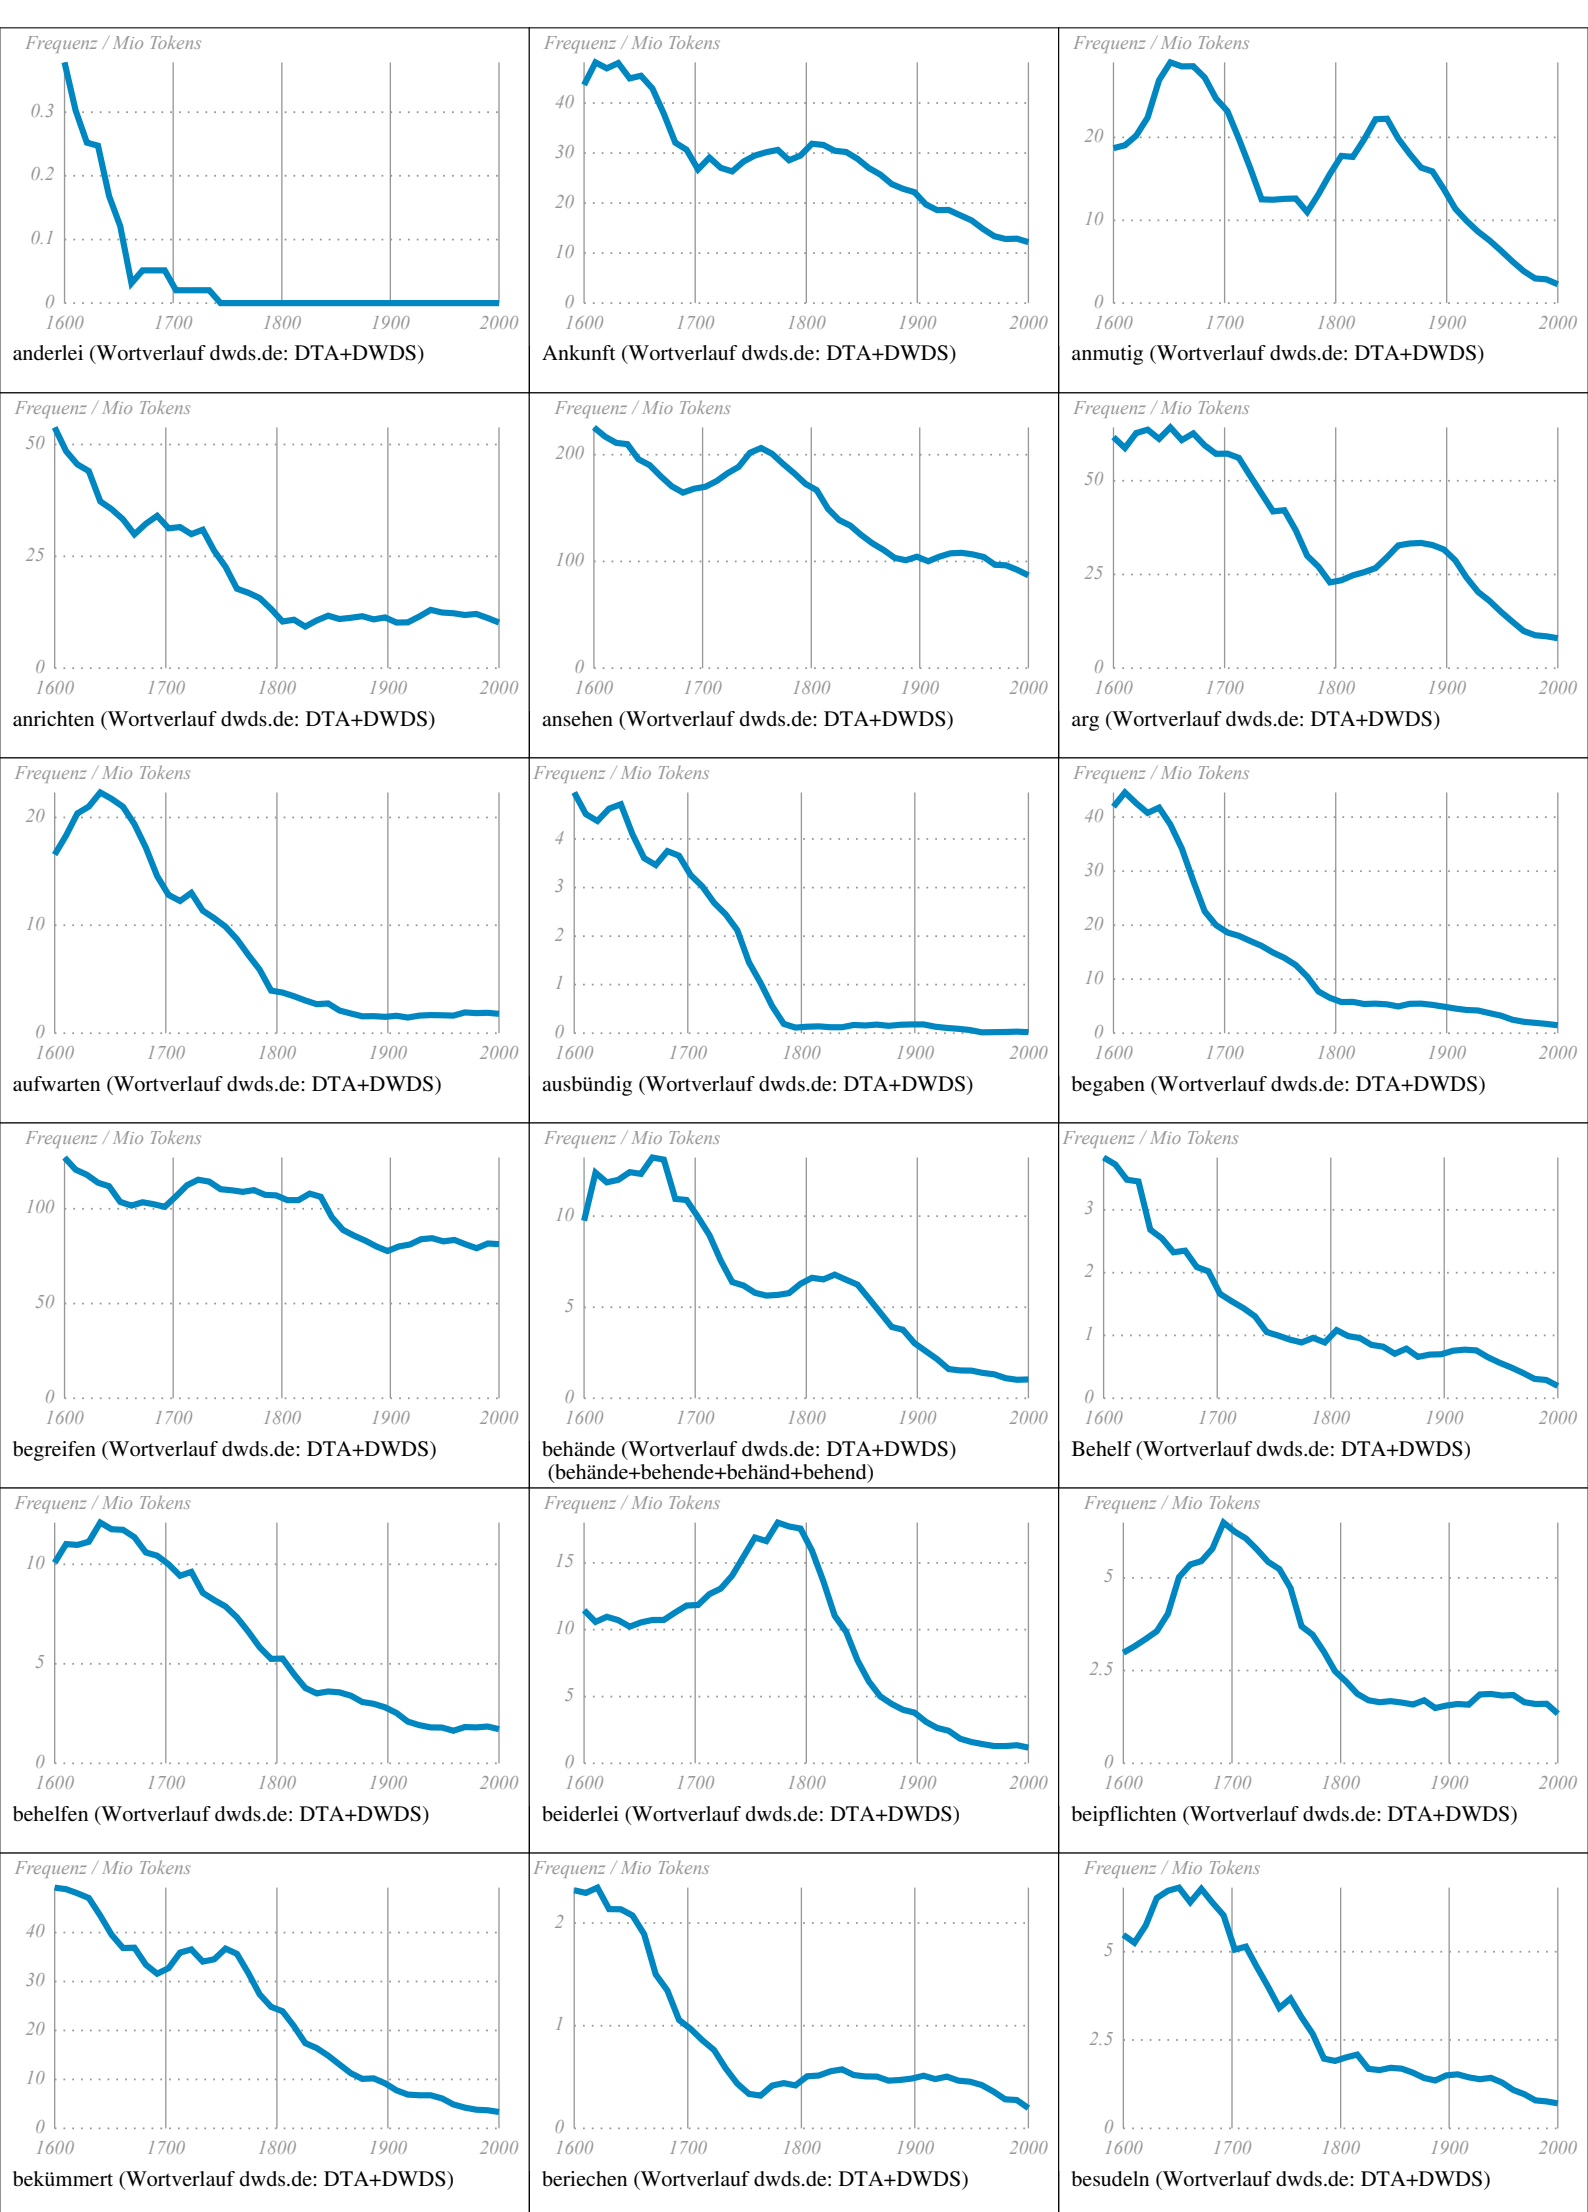 Frequenz / Mio Tokens
0.3
0.2
0.1
0
1600 1700 1800 1900 2000
anderlei (Wortverlauf dwds.de: DTA+DWDS)
Frequenz / Mio Tokens
40
30
20
10
0
1600 1700 1800 1900 2000
Ankunft (Wortverlauf dwds.de: DTA+DWDS)
Frequenz / Mio Tokens
20
10
0
1600 1700 1800 1900 2000
anmutig (Wortverlauf dwds.de: DTA+DWDS)
Frequenz / Mio Tokens
50
25
0
1600 1700 1800 1900 2000
anrichten (Wortverlauf dwds.de: DTA+DWDS)
Frequenz / Mio Tokens
200
100
0
1600 1700 1800 1900 2000
ansehen (Wortverlauf dwds.de: DTA+DWDS)
Frequenz / Mio Tokens
50
25
0
1600 1700 1800 1900 2000
arg (Wortverlauf dwds.de: DTA+DWDS)
Frequenz / Mio Tokens
20
10
0
1600 1700 1800 1900 2000
aufwarten (Wortverlauf dwds.de: DTA+DWDS)
Frequenz / Mio Tokens
4
3
2
1
0
1600 1700 1800 1900 2000
ausbündig (Wortverlauf dwds.de: DTA+DWDS)
Frequenz / Mio Tokens
40
30
20
10
0
1600 1700 1800 1900 2000
begaben (Wortverlauf dwds.de: DTA+DWDS)
Frequenz / Mio Tokens
100
50
0
1600 1700 1800 1900 2000
begreifen (Wortverlauf dwds.de: DTA+DWDS)
Frequenz / Mio Tokens
10
5
0
1600 1700 1800 1900 2000
behände (Wortverlauf dwds.de: DTA+DWDS)
(behände+behende+behänd+behend)
Frequenz / Mio Tokens
3
2
1
0
1600 1700 1800 1900 2000
Behelf (Wortverlauf dwds.de: DTA+DWDS)
Frequenz / Mio Tokens
10
5
0
1600 1700 1800 1900 2000
behelfen (Wortverlauf dwds.de: DTA+DWDS)
Frequenz / Mio Tokens
15
10
5
0
1600 1700 1800 1900 2000
beiderlei (Wortverlauf dwds.de: DTA+DWDS)
Frequenz / Mio Tokens
5
2.5
0
1600 1700 1800 1900 2000
beipflichten (Wortverlauf dwds.de: DTA+DWDS)
Frequenz / Mio Tokens
40
30
20
10
0
1600 1700 1800 1900 2000
bekümmert (Wortverlauf dwds.de: DTA+DWDS)
Frequenz / Mio Tokens
2
1
0
1600 1700 1800 1900 2000
beriechen (Wortverlauf dwds.de: DTA+DWDS)
Frequenz / Mio Tokens
5
2.5
0
1600 1700 1800 1900 2000
besudeln (Wortverlauf dwds.de: DTA+DWDS)